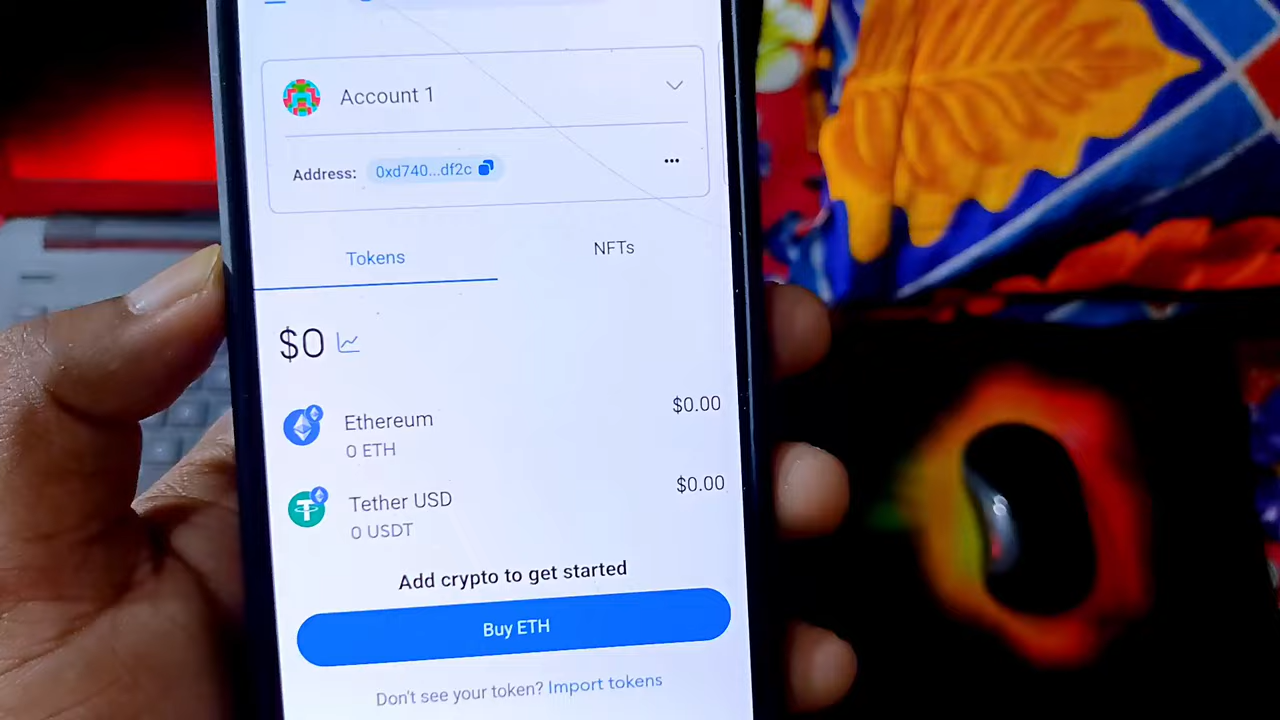 Account 1
Address: 0xd740...df2c
Tokens
NFTs
$0
Ethereum
$0.00
0 ETH
Tether USD
$0.00
0 USDT
Add crypto to get started
Buy ETH
Don't see your token? Import tokens